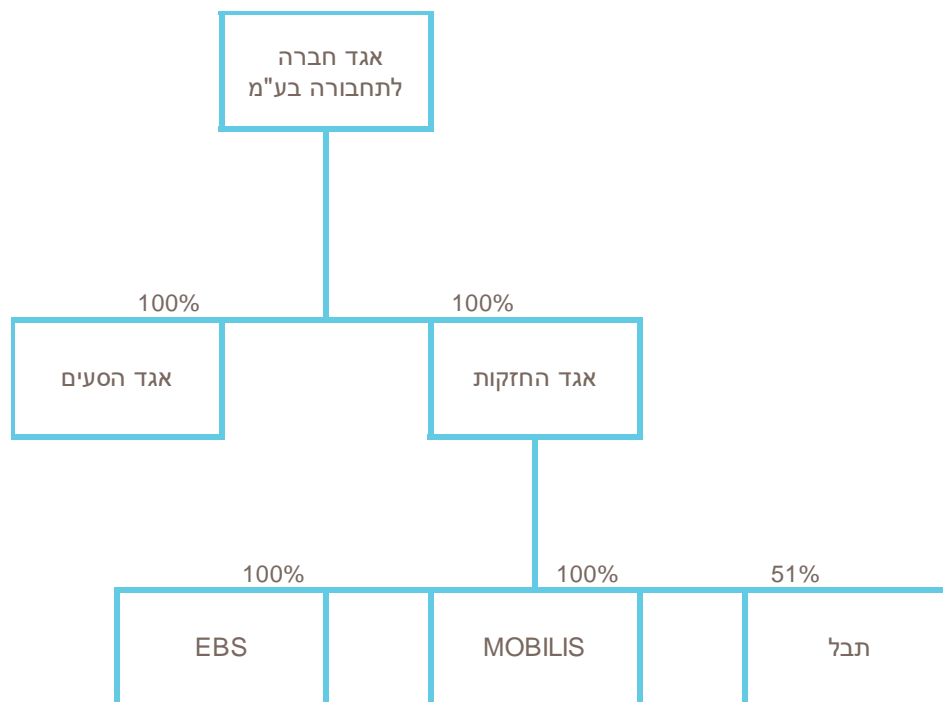 אגד חברה
לתחבורה בע"מ
100%
100%
אגד הסעים
אגד החזקות
100%
100%
51%
EBS
MOBILIS
תבל